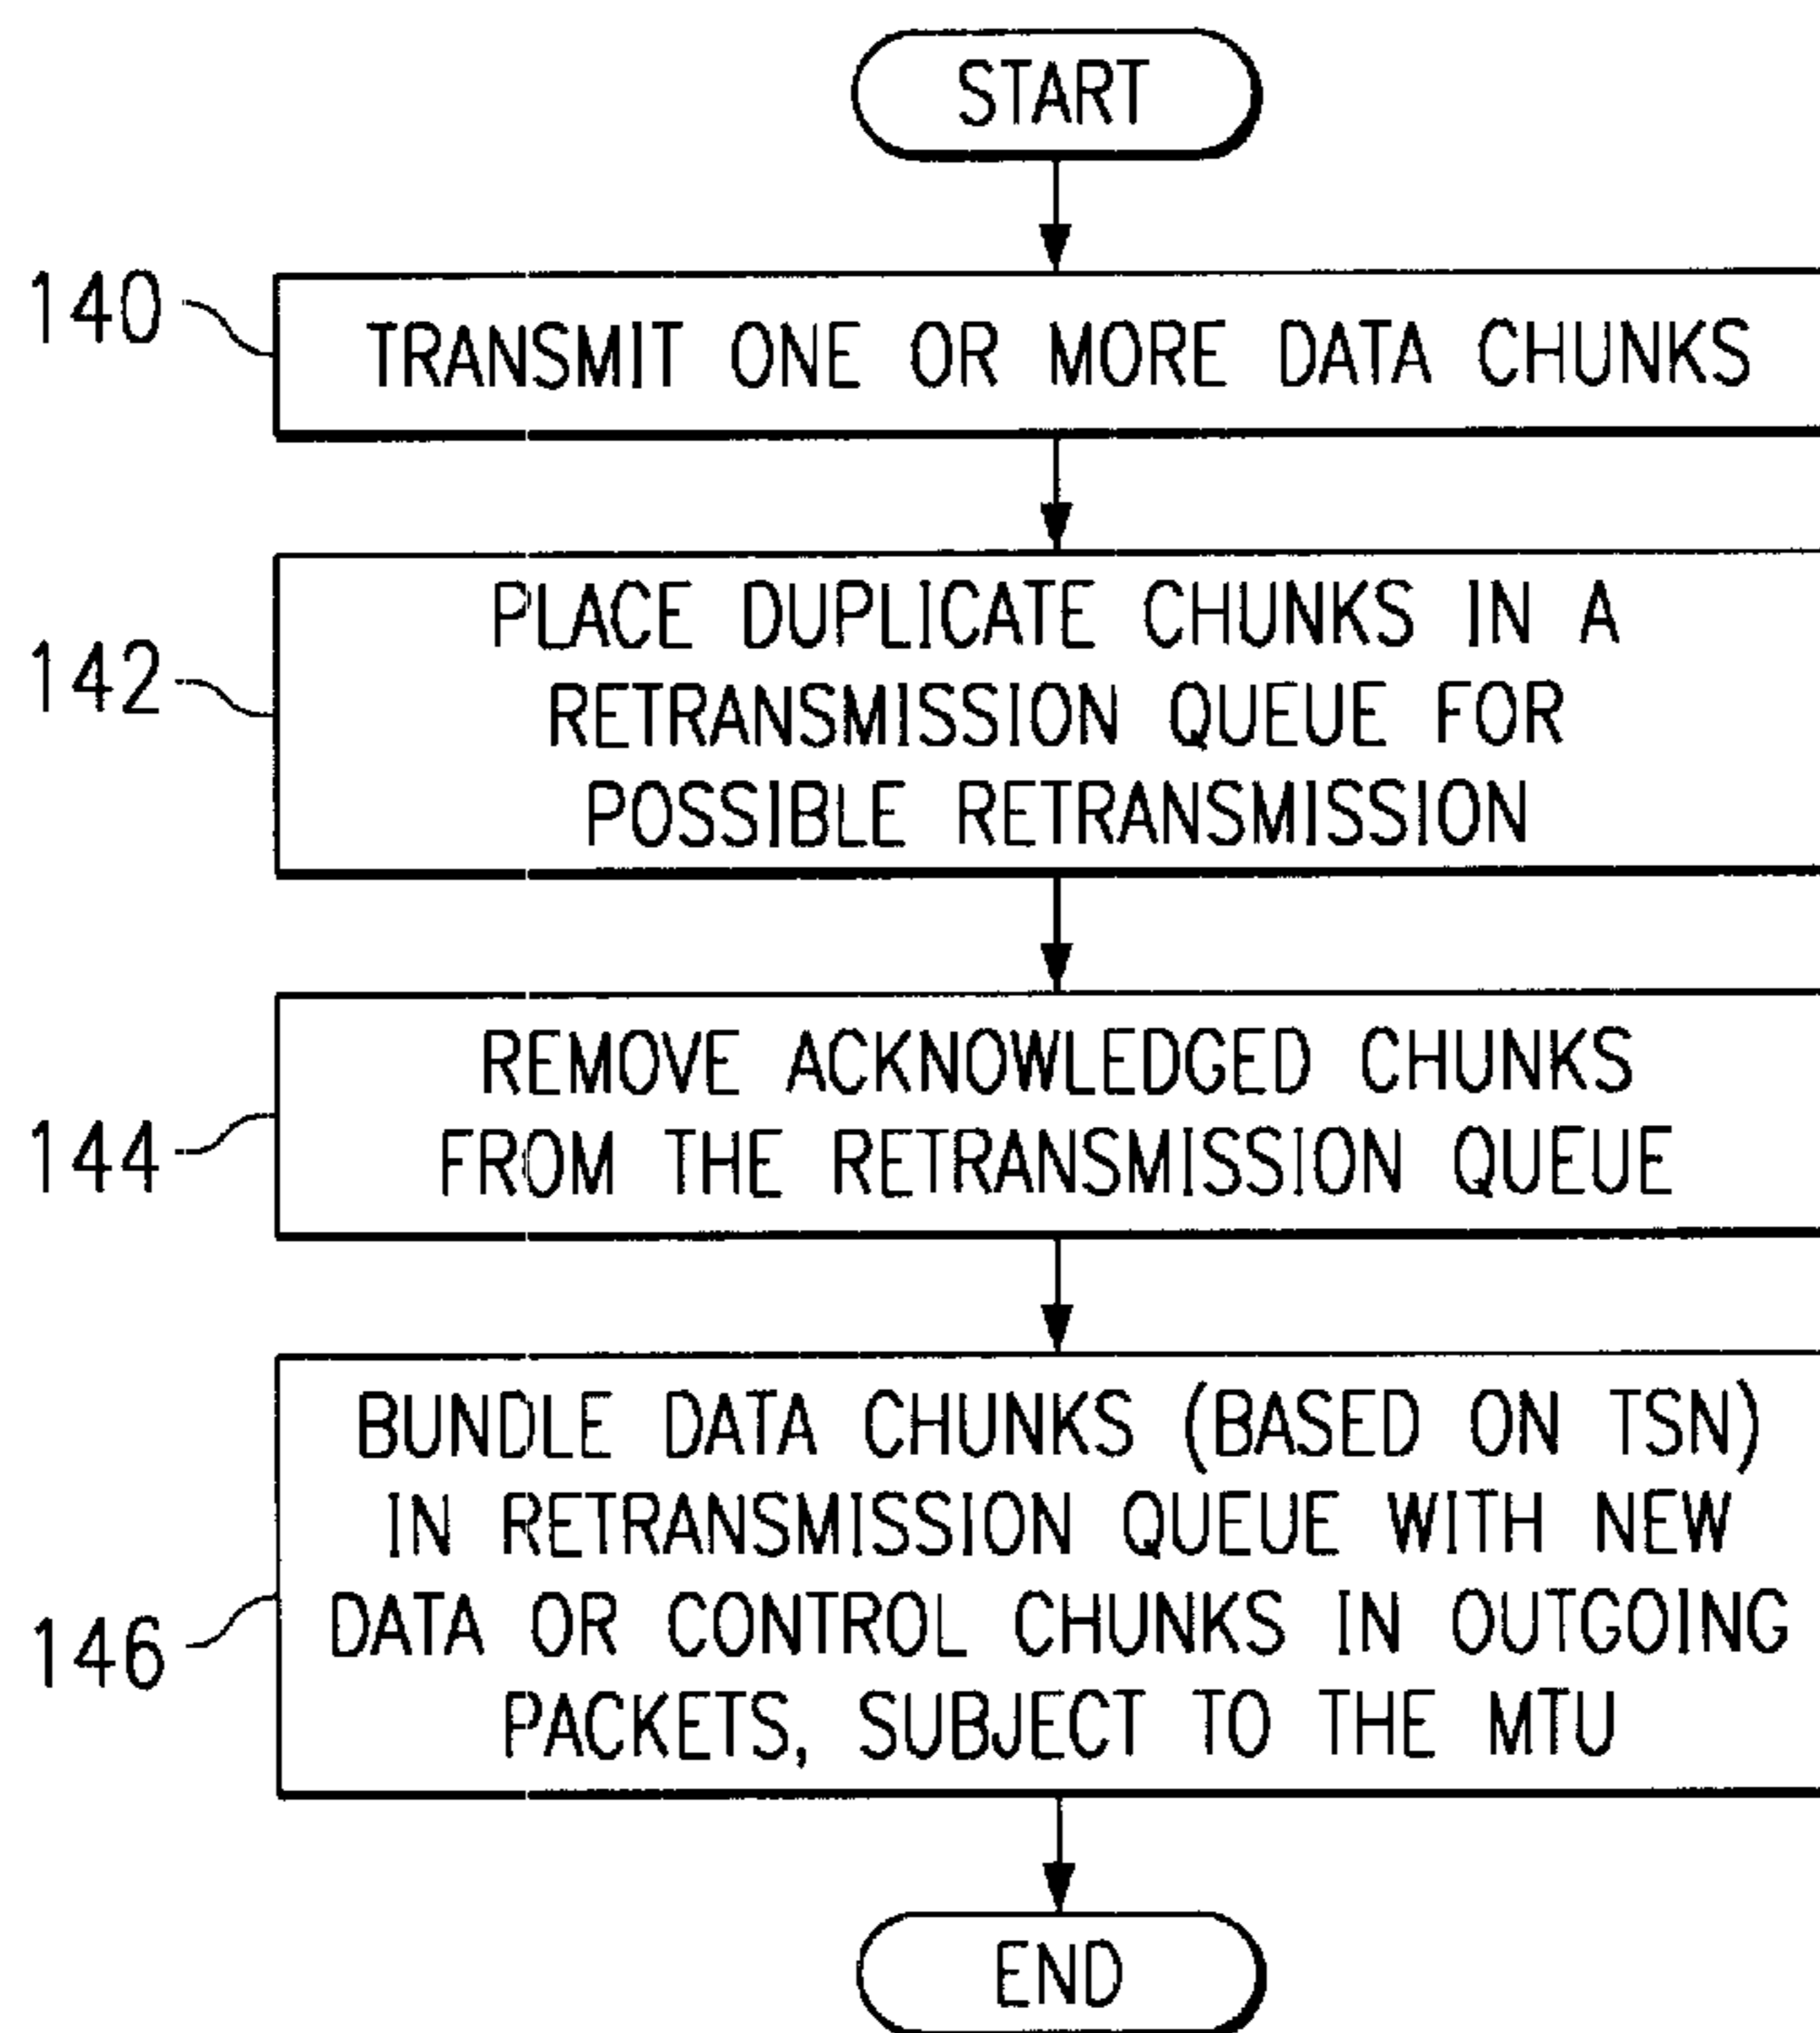 START
140
TRANSMIT ONE OR MORE DATA CHUNKS
142
PLACE DUPLICATE CHUNKS IN A
RETRANSMISSION QUEUE FOR
POSSIBLE RETRANSMISSION
144
REMOVE ACKNOWLEDGED CHUNKS
FROM THE RETRANSMISSION QUEUE
146
BUNDLE DATA CHUNKS (BASED ON TSN)
IN RETRANSMISSION QUEUE WITH NEW
DATA OR CONTROL CHUNKS IN OUTGOING
PACKETS, SUBJECT TO THE MTU
END